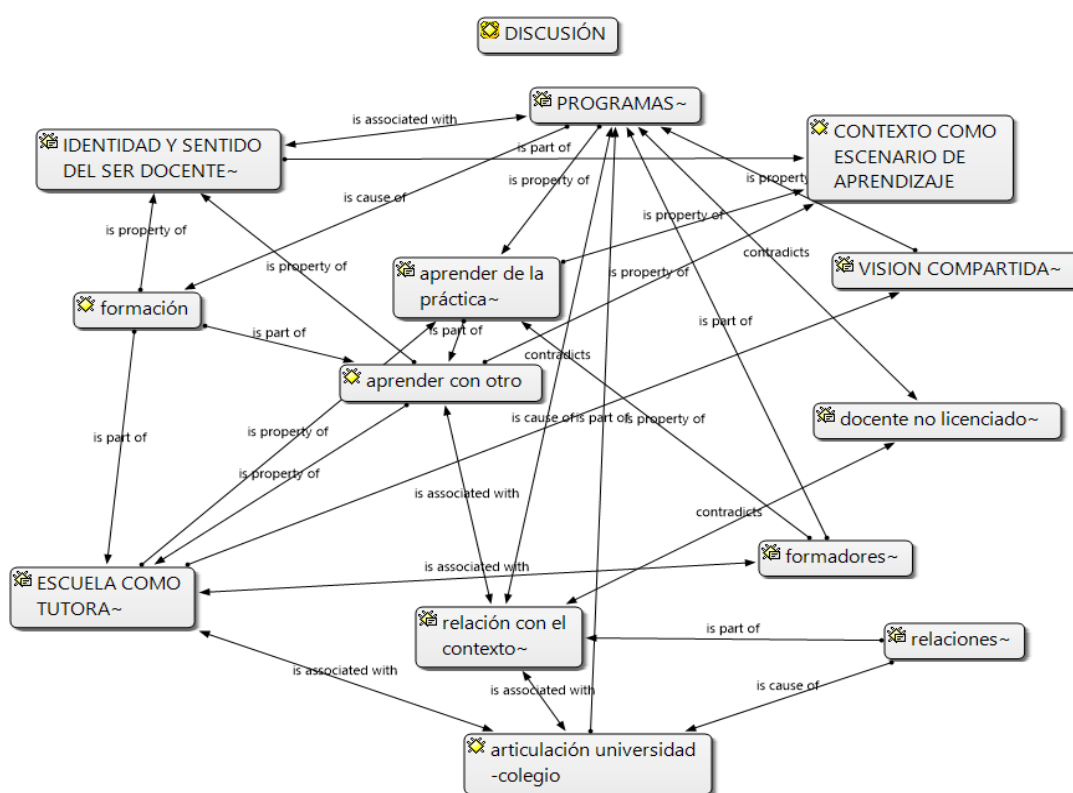 DISCUSIÓN
PROGRAMAS~
is associated with
IDENTIDAD Y SENTIDO
DEL SER DOCENTE~
CONTEXTO COMO
ESCENARIO DE
APRENDIZAJE
is part of
is property of
is property
is cause of
is property of
is property of
contradicts
is property of
is property of
VISION COMPARTIDA~
aprender de la
práctica~
formación
is part of
is part of
is part of
contradicts
aprender con otro
is cause of
is part of
is property of
docente no licenciado~
is property of
is part of
is property of
is associated with
contradicts
formadores~
is associated with
ESCUELA COMO
TUTORA~
relación con el
contexto~
is part of
relaciones~
is associated with
is associated with
is cause of
articulación universidad
-colegio